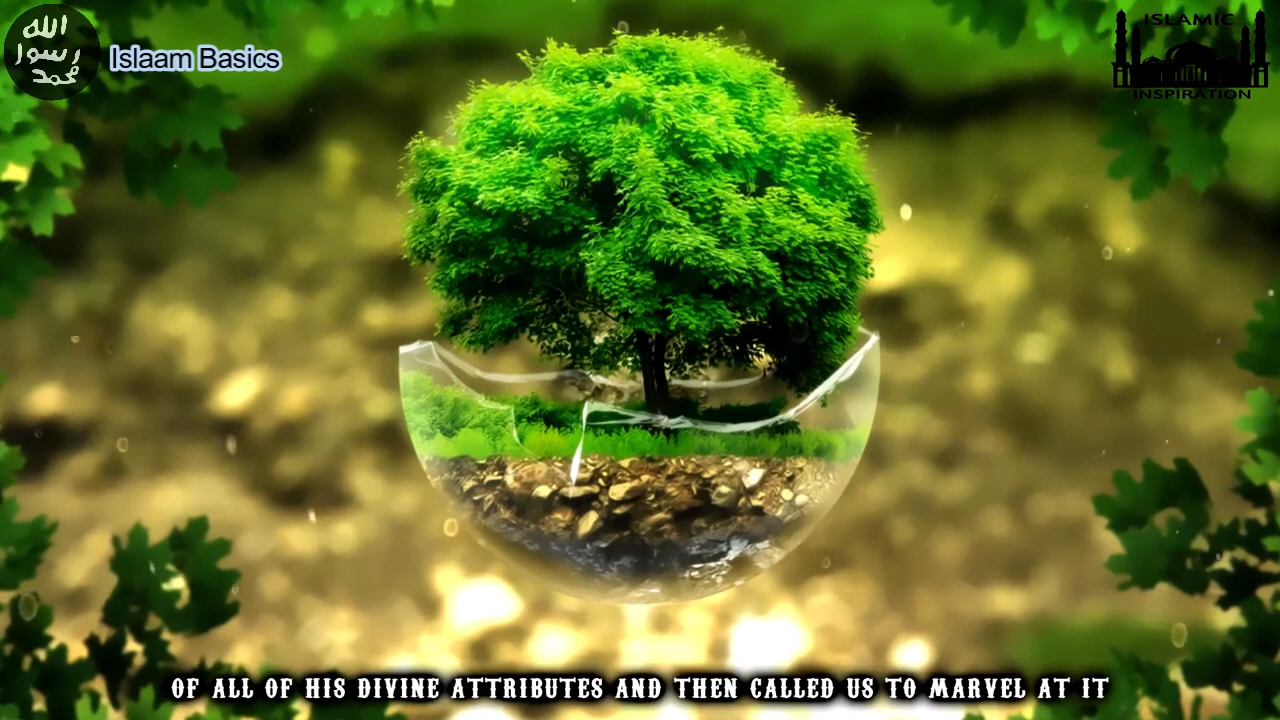 الله
رسول
محمد
Islaam Basics
ISLAMIC
INSPIRATION
OF ALL OF HIS DIVINE ATTRIBUTES AND THEN CALLED US TO MARVEL AT IT